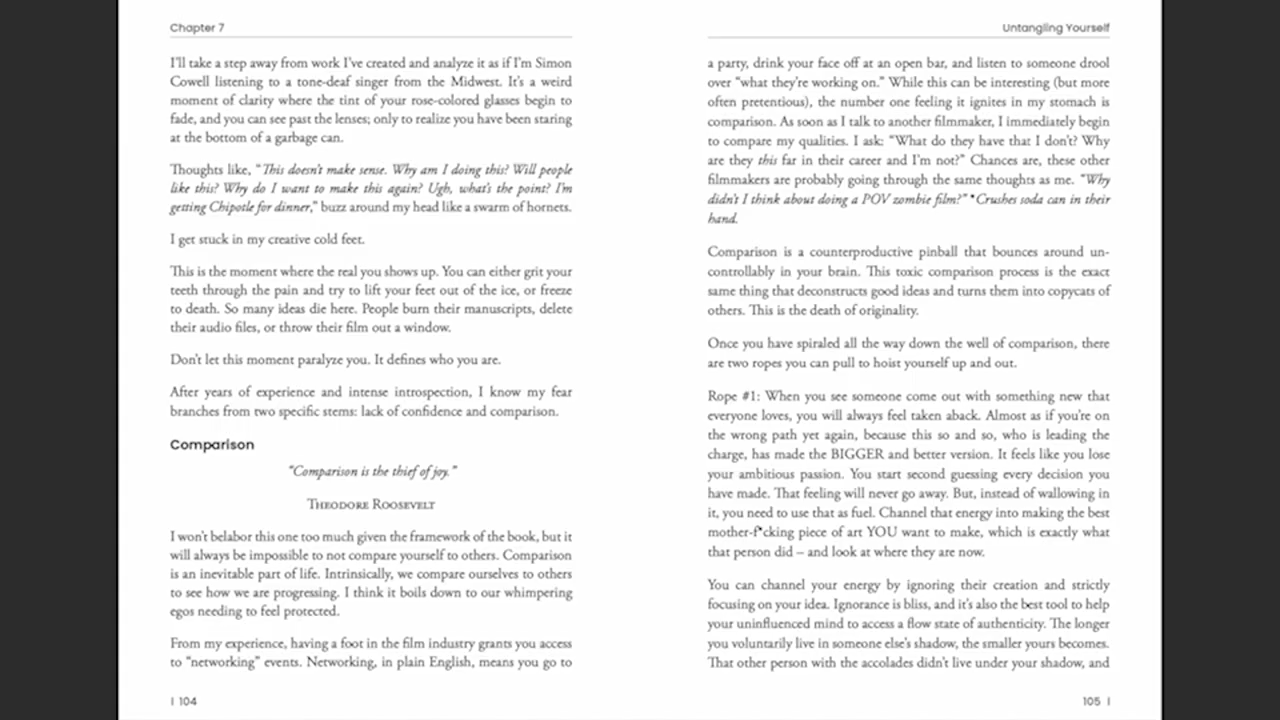 Chapter 7
I'll take a step away from work I've created and analyze it as if I'm Simon
Cowell listening to a tone-deaf singer from the Midwest. It's a weird
moment of clarity where the tint of your rose-colored glasses begin to
fade, and you can see past the lenses; only to realize you have been staring
at the bottom of a garbage can.
Thoughts like, “This doesn't make sense. Why am I doing this? Will people
like this? Why do I want to make this again? Ugh, what's the point? I'm
getting Chipotle for dinner,” buzz around my head like a swarm of hornets.
I get stuck in my creative cold feet.
This is the moment where the real you shows up. You can either grit your
teeth through the pain and try to lift your feet out of the ice, or freeze
to death. So many ideas die here. People burn their manuscripts, delete
their audio files, or throw their film out a window.
Don't let this moment paralyze you. It defines who you are.
After years of experience and intense introspection, I know my fear
branches from two specific stems: lack of confidence and comparison.
Comparison
“Comparison is the thief of joy.”
Theodore Roosevelt
I won't belabor this one too much given the framework of the book, but it
will always be impossible to not compare yourself to others. Comparison
is an inevitable part of life. Intrinsically, we compare ourselves to others
to see how we are progressing. I think it boils down to our whimpering
egos needing to feel protected.
From my experience, having a foot in the film industry grants you access
to “networking” events. Networking, in plain English, means you go to
| 104
Untangling Yourself
a party, drink your face off at an open bar, and listen to someone drool
over “what they're working on.” While this can be interesting (but more
often pretentious), the number one feeling it ignites in my stomach is
comparison. As soon as I talk to another filmmaker, I immediately begin
to compare my qualities. I ask: “What do they have that I don't? Why
are they this far in their career and I'm not?” Chances are, these other
filmmakers are probably going through the same thoughts as me. “Why
didn't I think about doing a POV zombie film?” *Crushes soda can in their
hand.
Comparison is a counterproductive pinball that bounces around un-
controllably in your brain. This toxic comparison process is the exact
same thing that deconstructs good ideas and turns them into copycats of
others. This is the death of originality.
Once you have spiraled all the way down the well of comparison, there
are two ropes you can pull to hoist yourself up and out.
Rope #1: When you see someone come out with something new that
everyone loves, you will always feel taken aback. Almost as if you're on
the wrong path yet again, because this so and so, who is leading the
charge, has made the BIGGER and better version. It feels like you lose
your ambitious passion. You start second guessing every decision you
have made. That feeling will never go away. But, instead of wallowing in
it, you need to use that as fuel. Channel that energy into making the best
mother-f*cking piece of art YOU want to make, which is exactly what
that person did – and look at where they are now.
You can channel your energy by ignoring their creation and strictly
focusing on your idea. Ignorance is bliss, and it's also the best tool to help
your uninfluenced mind to access a flow state of authenticity. The longer
you voluntarily live in someone else's shadow, the smaller yours becomes.
That other person with the accolades didn't live under your shadow, and
105 |